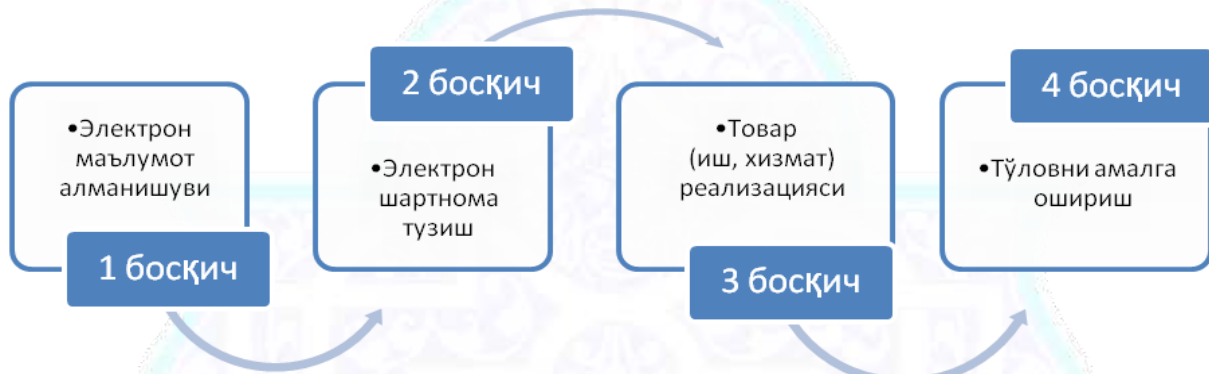 •Электрон
маълумот
алманишуви
1 босқич
2 босқич
•Электрон
шартнома
тузиш
•Товар
(иш, хизмат)
реализацияси
3 босқич
4 босқич
•Тўловни амалга
ошириш